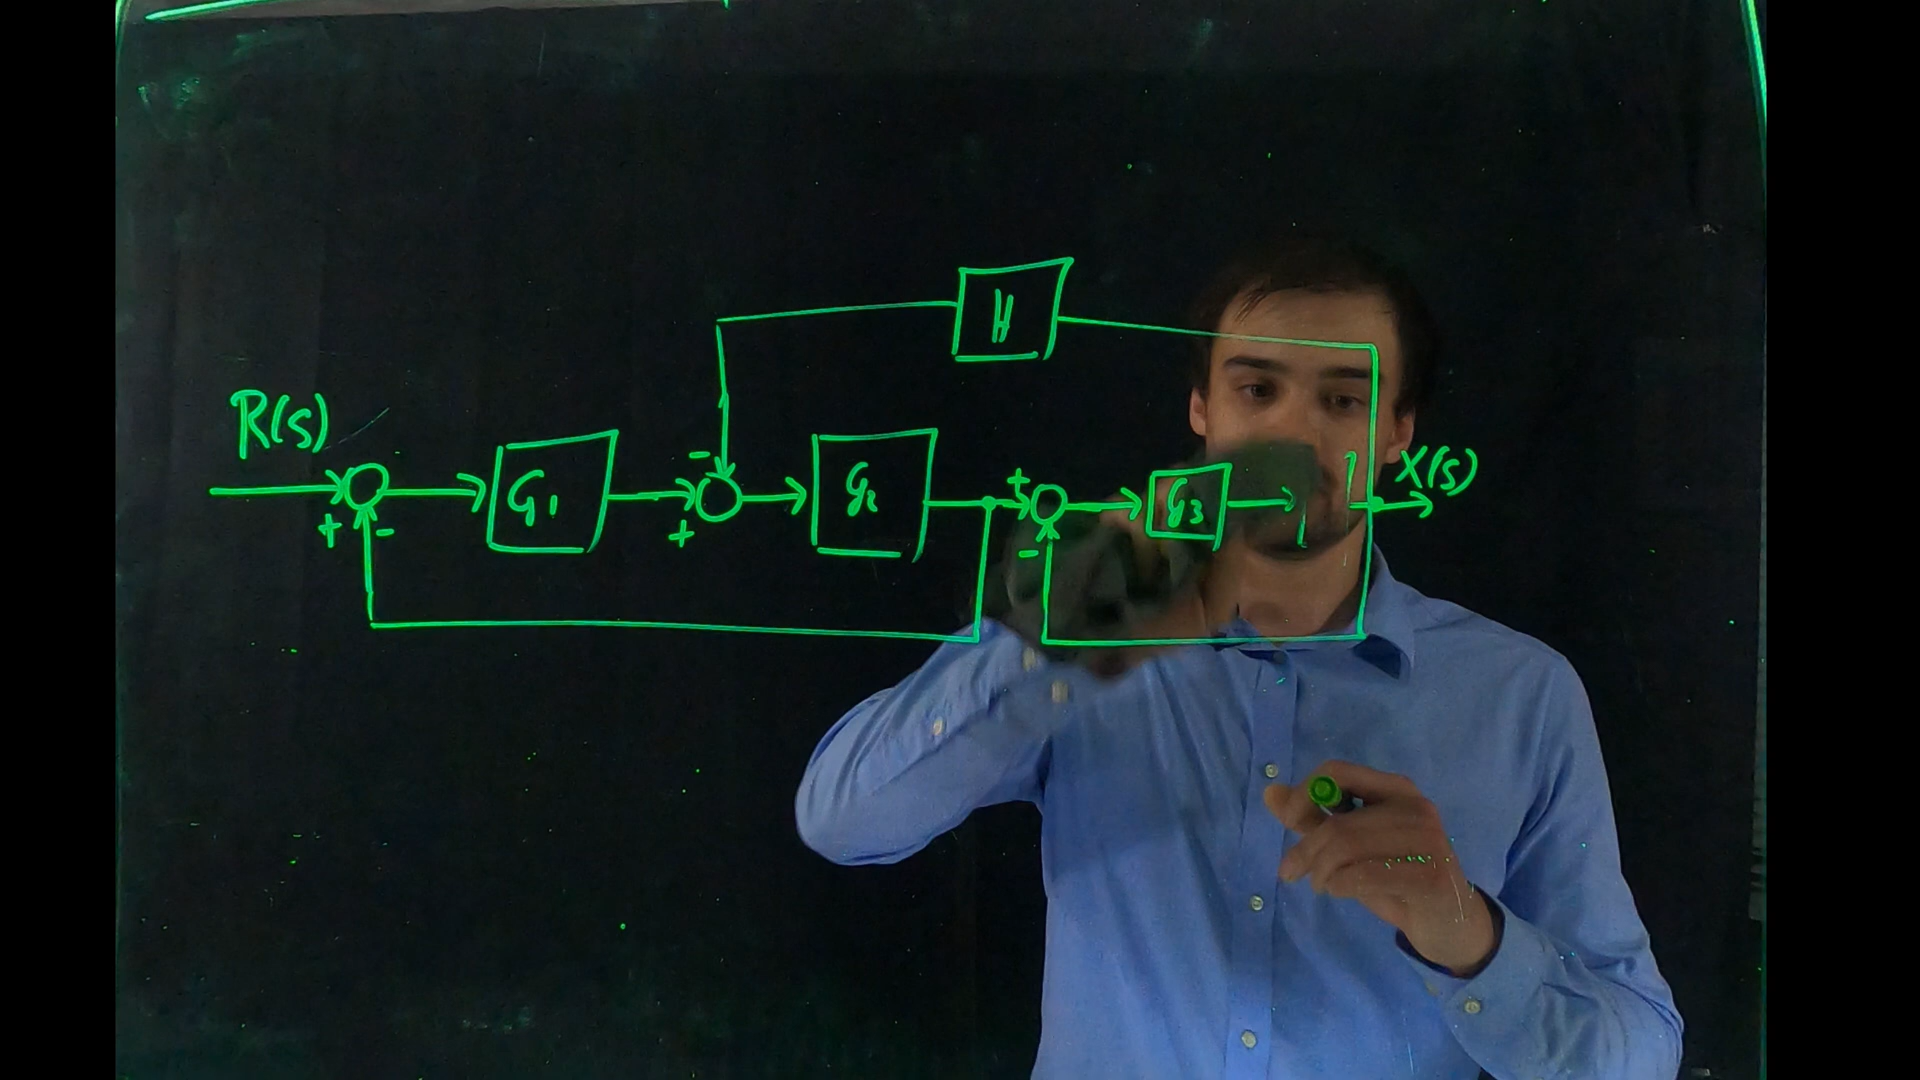 H
R(s)
G1
G2
G3
X(s)
-
+
+
-
+
-